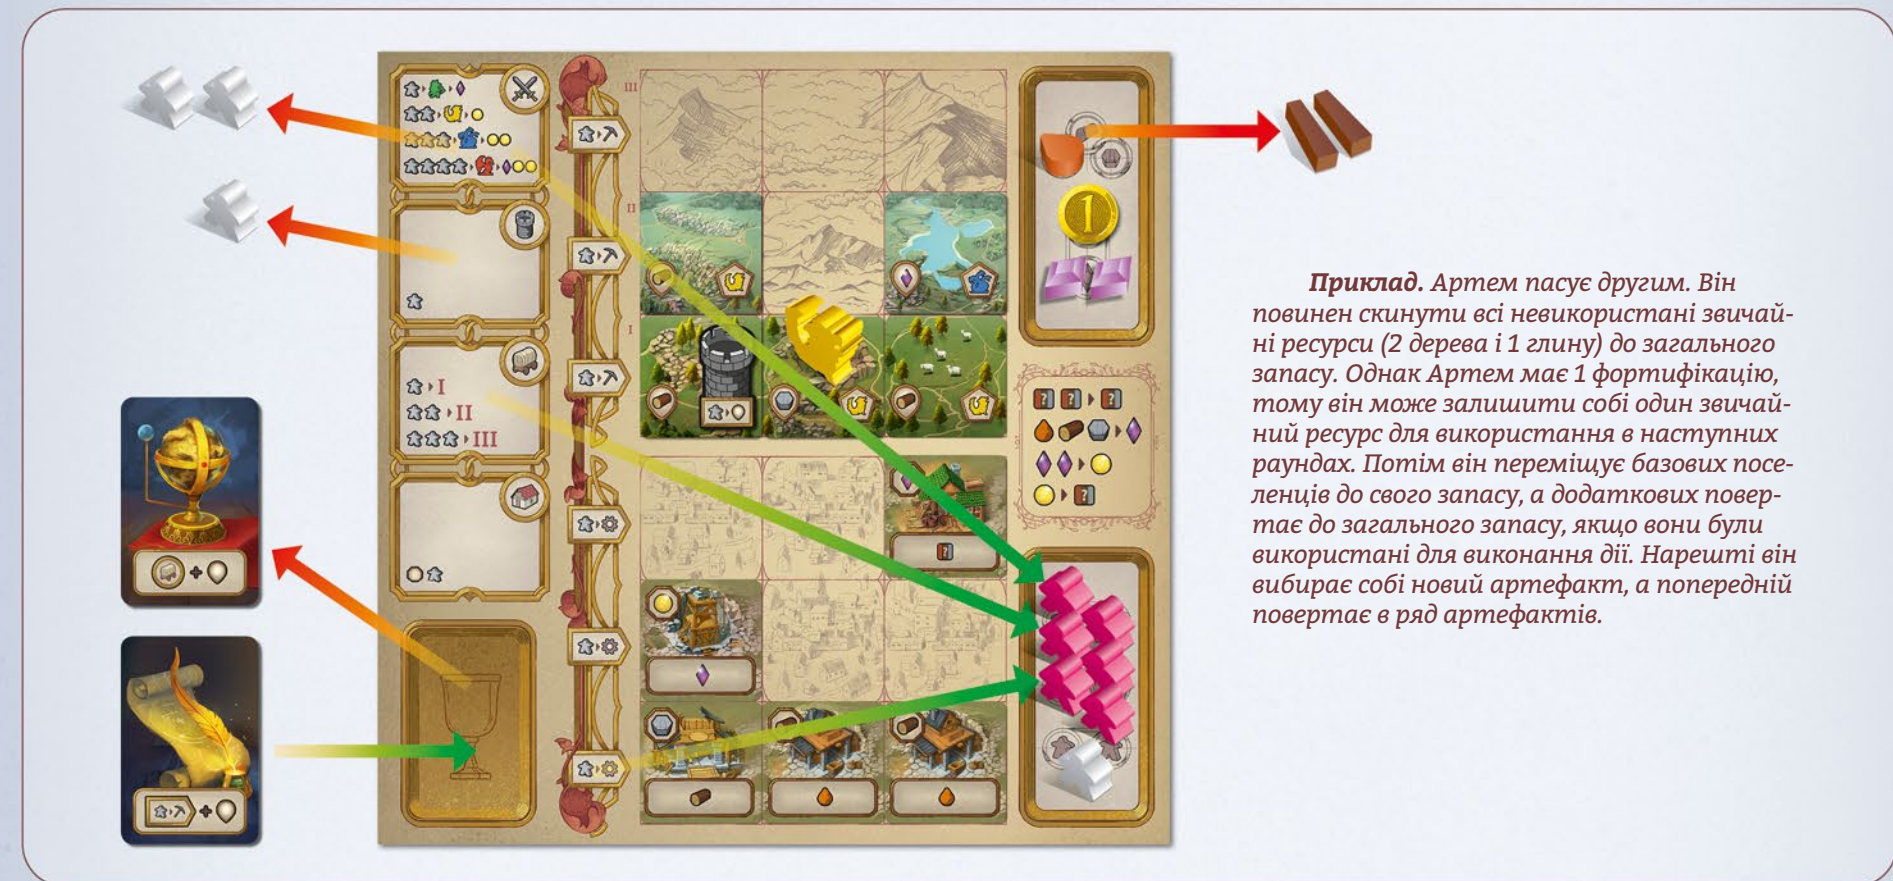 III
II
I
I
II
III
1
? ? ?
?
?
Приклад. Артем пасує другим. Він
повинен скинути всі невикористані звичай-
ні ресурси (2 дерева і 1 глину) до загального
запасу. Однак Артем має 1 фортифікацію,
тому він може залишити собі один звичай-
ний ресурс для використання в наступних
раундах. Потім він переміщує базових посе-
ленців до свого запасу, а додаткових повер-
тає до загального запасу, якщо вони були
використані для виконання дії. Нарешті він
вибирає собі новий артефакт, а попередній
повертає в ряд артефактів.